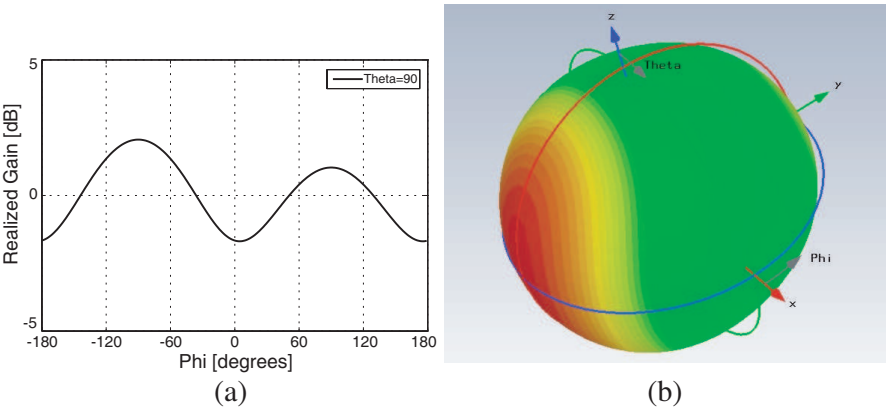 5
0
-5
Realized Gain [dB]
Theta=90
-180 -120 -60 0 60 120 180
Phi [degrees]
(a)
z
Theta
y
Phi
x
(b)